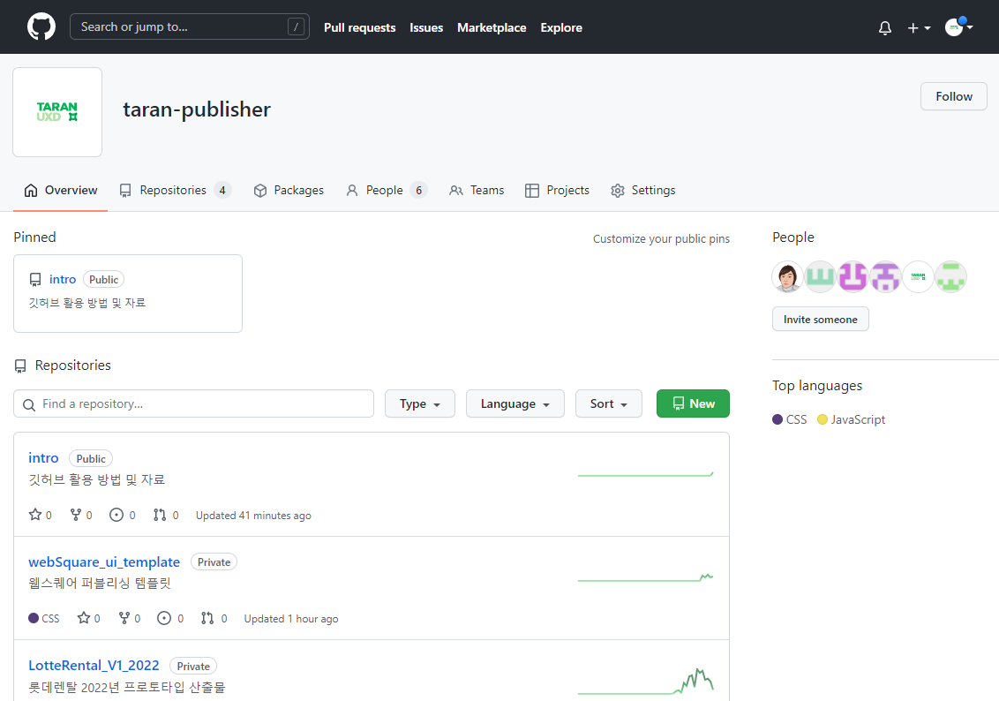 Search or jump to... /
Pull requests
Issues
Marketplace
Explore
TARAN
UXD
taran-publisher
Follow
Overview
Repositories 4
Packages
People 6
Teams
Projects
Settings
Pinned
Customize your public pins
intro Public
깃허브 활용 방법 및 자료
Repositories
Find a repository...
Type
Language
Sort
New
intro Public
깃허브 활용 방법 및 자료
0 0 0 0 Updated 41 minutes ago
webSquare_ui_template Private
웹스퀘어 퍼블리싱 템플릿
CSS 0 0 0 0 Updated 1 hour ago
LotteRental_V1_2022 Private
롯데렌탈 2022년 프로토타입 산출물
People
TARAN
UXD
Invite someone
Top languages
CSS JavaScript